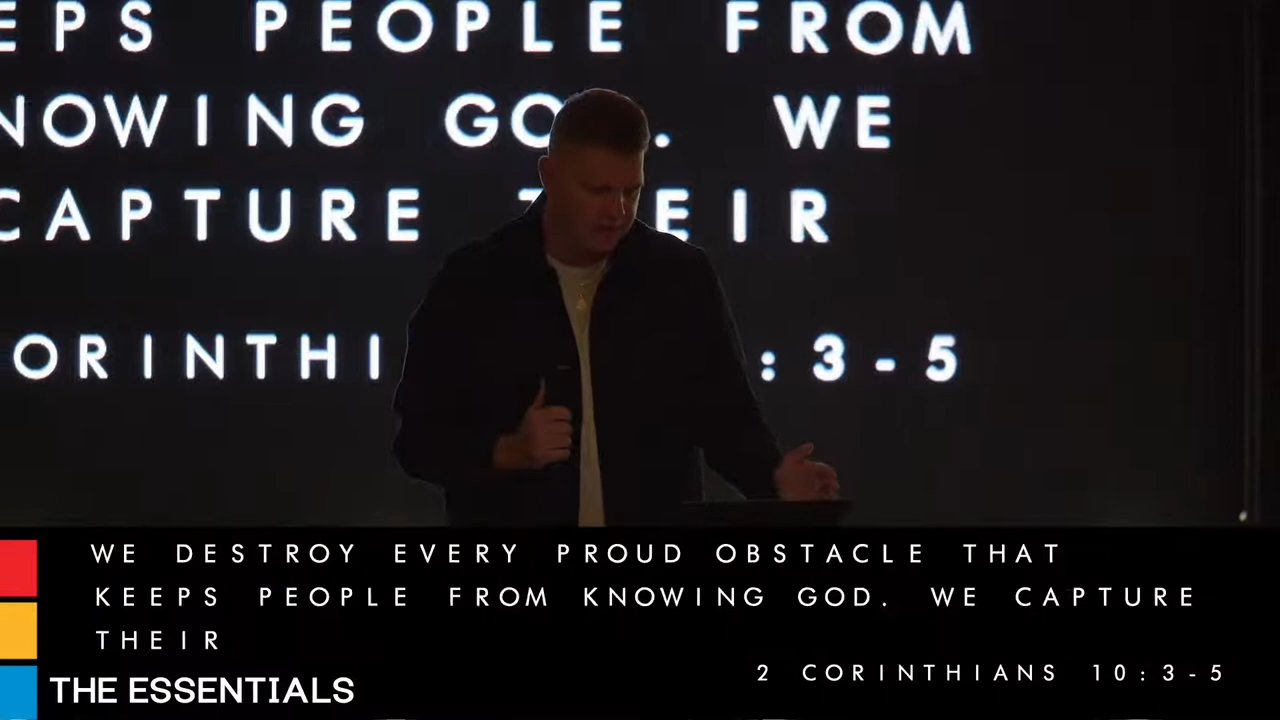 EPS PEOPLE FROM
NOWING GO . WE
CAPTURE T EIR
ORINTHI :3-5
WE DESTROY EVERY PROUD OBSTACLE THAT
KEEPS PEOPLE FROM KNOWING GOD. WE CAPTURE
THEIR
2 CORINTHIANS 10:3-5
THE ESSENTIALS